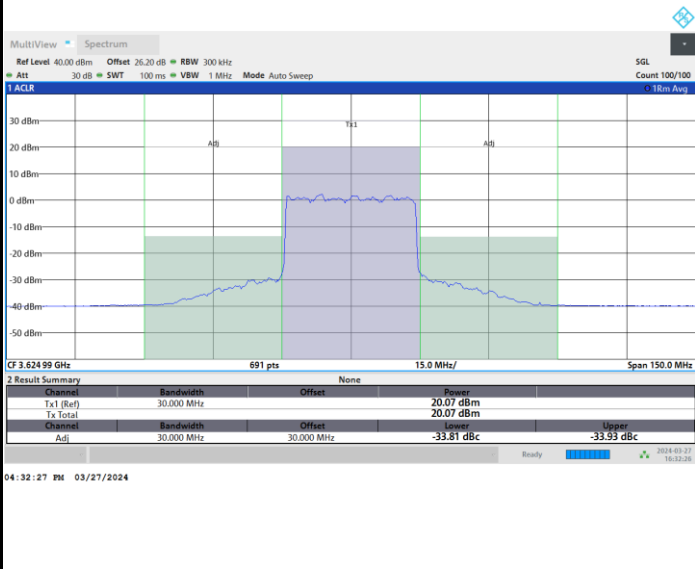 MultiView Spectrum
Ref Level 40.00 dBm Offset 26.20 dB RBW 300 kHz SGL
Att 30 dB SWT 100 ms VBW 1 MHz Mode Auto Sweep Count 100/100
1 ACLR 1Rm Avg
30 dBm
Tx1
20 dBm
Adj Adj
10 dBm
0 dBm
-10 dBm
-20 dBm
-30 dBm
-40 dBm
-50 dBm
CF 3.624 99 GHz 691 pts 15.0 MHz/ Span 150.0 MHz
2 Result Summary None
Channel Bandwidth Offset Power
Tx1 (Ref) 30.000 MHz 20.07 dBm
Tx Total 20.07 dBm
Channel Bandwidth Offset Lower Upper
Adj 30.000 MHz 30.000 MHz -33.81 dBc -33.93 dBc
Ready 2024-03-27
16:32:28
04:32:27 PM 03/27/2024